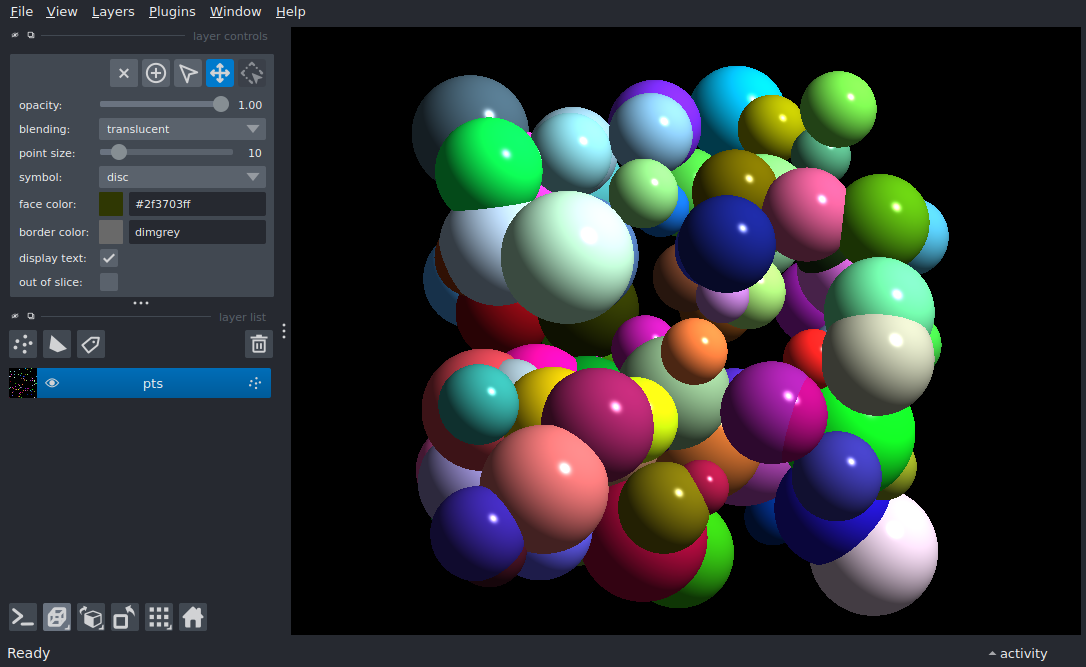 File View Layers Plugins Window Help
layer controls
opacity: 1.00
blending: translucent
point size: 10
symbol: disc
face color: #2f3703ff
border color: dimgrey
display text:
out of slice:
layer list
pts
Ready activity